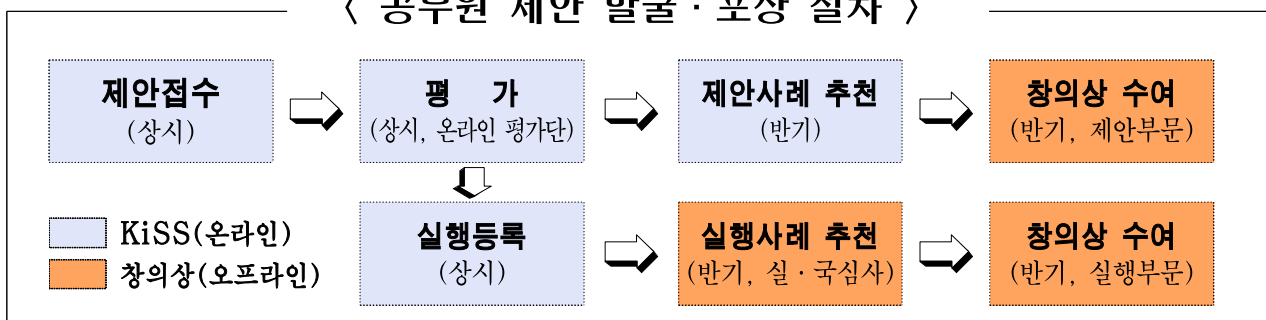 < 공무원 제안 발굴·포상 절차 >
제안접수
(상시)
평 가
(상시, 온라인 평가단)
제안사례 추천
(반기)
창의상 수여
(반기, 제안부문)
실행등록
(상시)
실행사례 추천
(반기, 실·국심사)
창의상 수여
(반기, 실행부문)
KiSS(온라인)
창의상(오프라인)